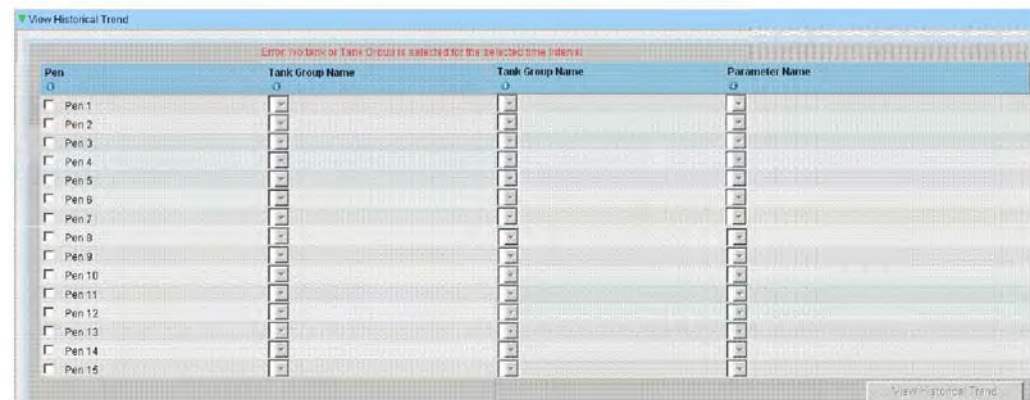 View Historical Trend
Error: No tank or Tank Group is selected for the selected time interval
Pen Tank Group Name Tank Group Name Parameter Name
Pen 1
Pen 2
Pen 3
Pen 4
Pen 5
Pen 6
Pen 7
Pen 8
Pen 9
Pen 10
Pen 11
Pen 12
Pen 13
Pen 14
Pen 15
View Historical Trend